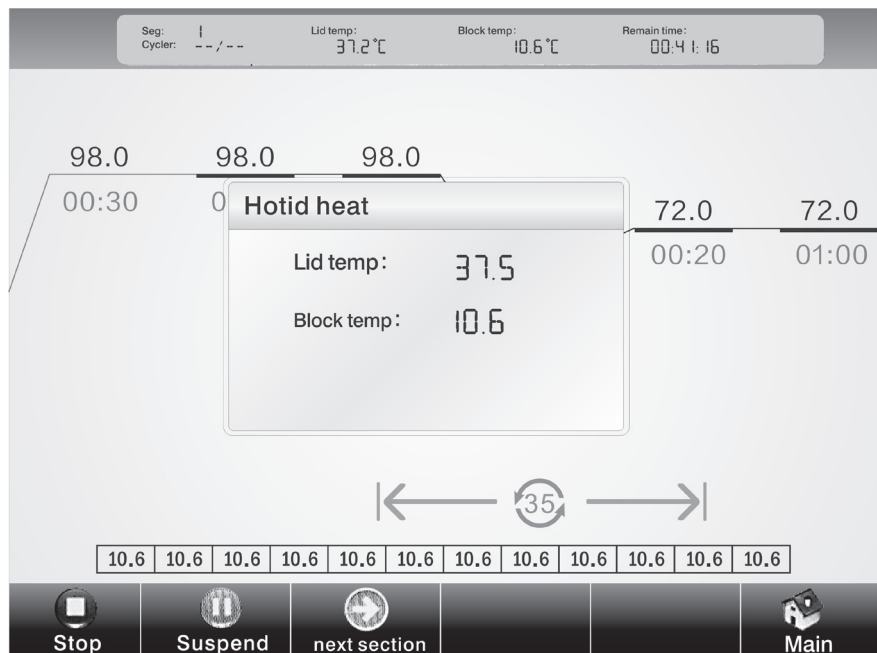 Seg: 1
Cycler: --/--
Lid temp: 37.2°C
Block temp: 10.6°C
Remain time: 00:41:16
98.0 98.0 98.0
00:30 0
72.0 72.0
00:20 01:00
Hotid heat
Lid temp: 37.5
Block temp: 10.6
35
10.6 10.6 10.6 10.6 10.6 10.6 10.6 10.6 10.6 10.6 10.6 10.6
Stop Suspend next section Main